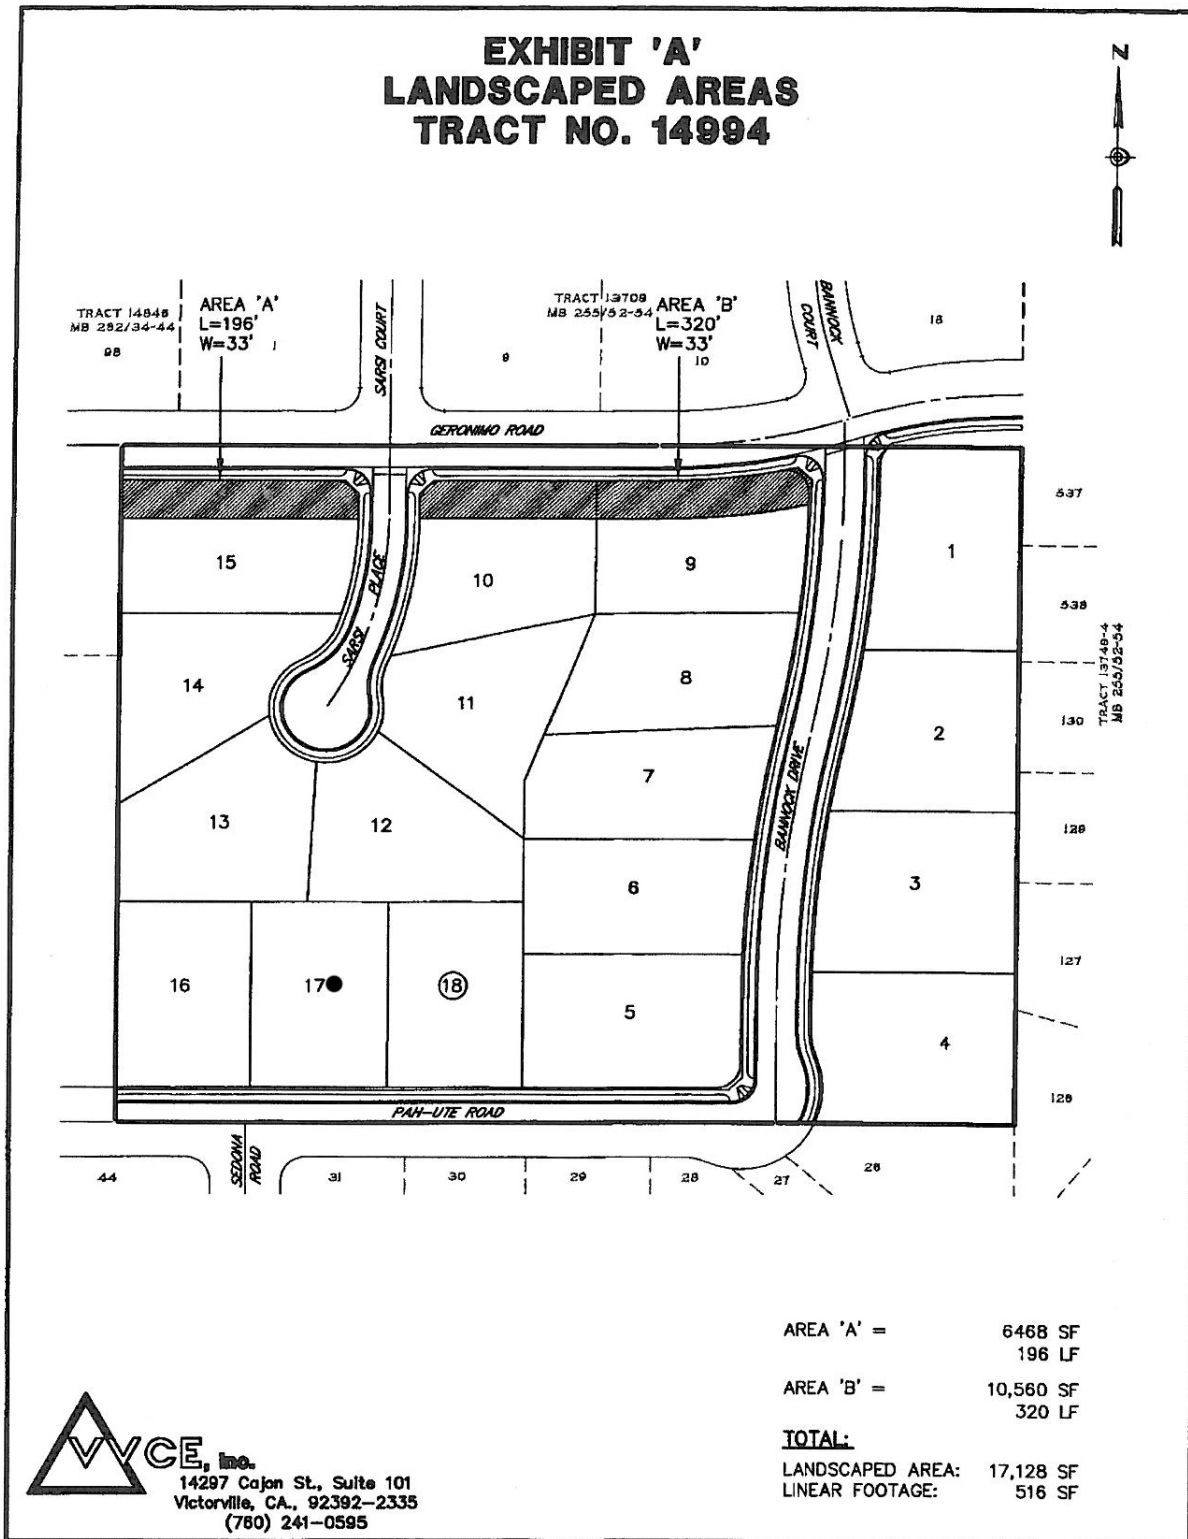 EXHIBIT 'A'
LANDSCAPED AREAS
TRACT NO. 14994
N
TRACT 14846
MB 282/34-44
98
AREA 'A'
L=196'
W=33'
1
SARSI COURT
TRACT 13709
MB 255/52-54
9
AREA 'B'
L=320'
W=33'
10
BANNOCK
COURT
18
GERONIMO ROAD
537
15
10
9
1
SARSI PLACE
538
TRACT 13748-4
MB 255/52-54
14
11
8
130
2
7
BANNOCK DRIVE
13
12
129
6
3
127
16
17
18
5
4
128
PAH-UTE ROAD
SEDONA
ROAD
44
31
30
29
28
27
26
AREA 'A' = 6468 SF
196 LF
AREA 'B' = 10,560 SF
320 LF
TOTAL:
LANDSCAPED AREA: 17,128 SF
LINEAR FOOTAGE: 516 SF
VVCE, Inc.
14297 Cajon St., Suite 101
Victorville, CA., 92392-2335
(760) 241-0595